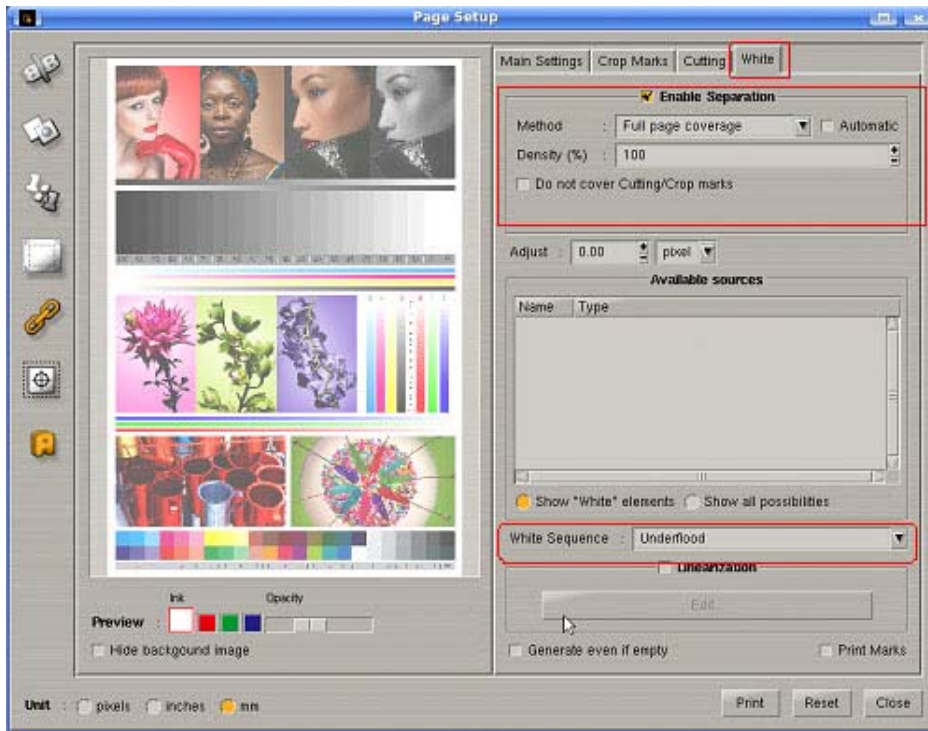 Page Setup
Main Settings Crop Marks Cutting White
Enable Separation
Method : Full page coverage Automatic
Density (%) : 100
Do not cover Cutting/Crop marks
Adjust : 0.00 pixel
Available sources
Name Type
Show "White" elements Show all possibilities
White Sequence : Underflood
Linearization
Edit
Generate even if empty Print Marks
Ink Opacity
Preview :
Hide backgound image
Unit : pixels inches mm
Print Reset Close